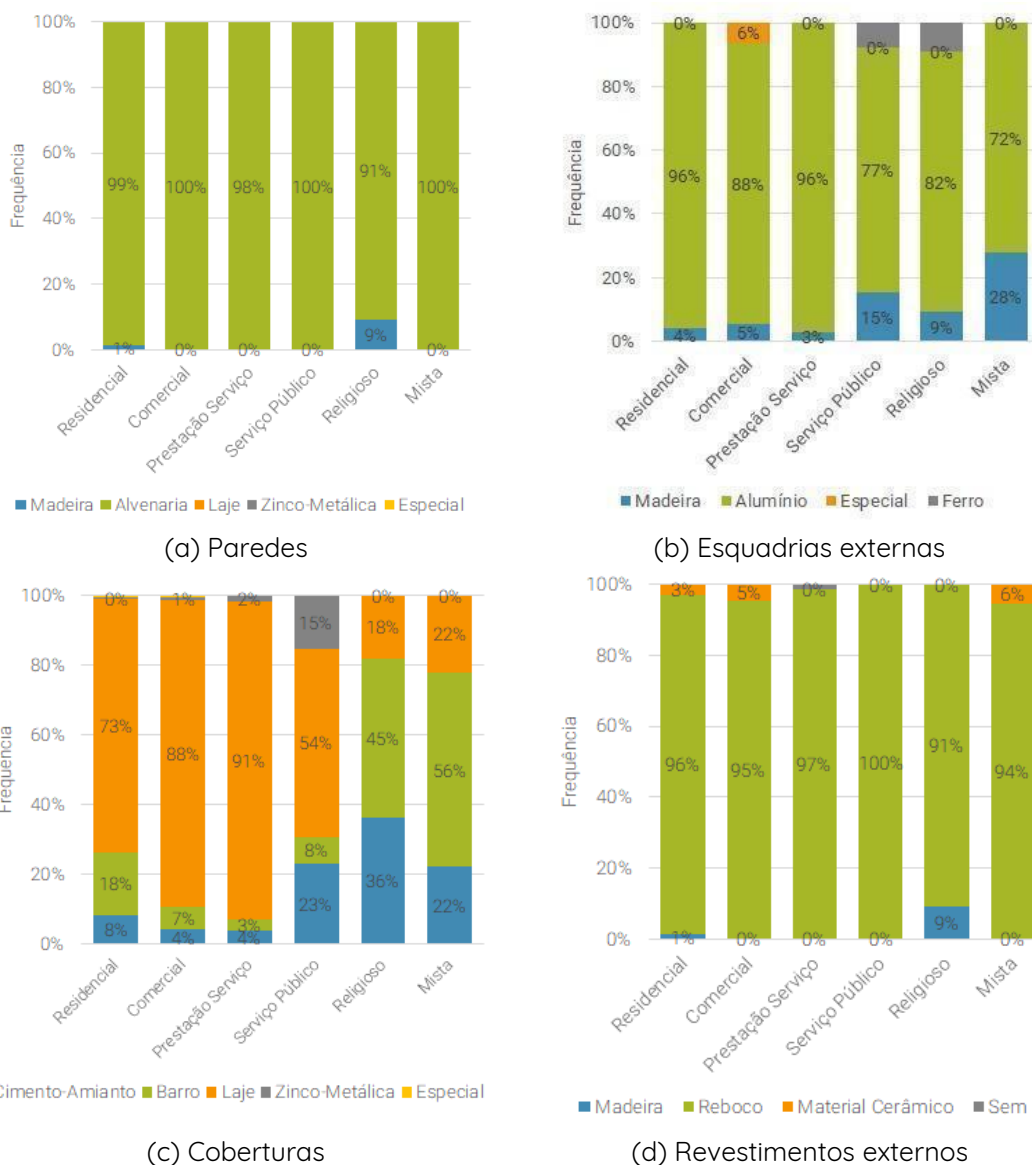 100%
80%
60%
40%
20%
0%
Frequência
99%
100%
98%
100%
91%
100%
1%
0%
0%
0%
9%
0%
Residencial
Comercial
Prestação Serviço
Serviço Público
Religioso
Mista
Madeira Alvenaria Laje Zinco-Metálica Especial
(a) Paredes
100%
80%
60%
40%
20%
0%
Frequência
0%
6%
0%
0%
0%
0%
96%
88%
96%
77%
82%
72%
4%
5%
3%
15%
9%
28%
Residencial
Comercial
Prestação Serviço
Serviço Público
Religioso
Mista
Madeira Alumínio Especial Ferro
(b) Esquadrias externas
100%
80%
60%
40%
20%
0%
Frequência
0%
1%
2%
15%
0%
0%
73%
88%
91%
54%
18%
22%
18%
7%
3%
8%
45%
56%
8%
4%
4%
23%
36%
22%
Residencial
Comercial
Prestação Serviço
Serviço Público
Religioso
Mista
Cimento-Amianto Barro Laje Zinco-Metálica Especial
(c) Coberturas
100%
80%
60%
40%
20%
0%
Frequência
3%
5%
0%
0%
0%
6%
96%
95%
97%
100%
91%
94%
1%
0%
0%
0%
9%
0%
Residencial
Comercial
Prestação Serviço
Serviço Público
Religioso
Mista
Madeira Reboco Material Cerâmico Sem
(d) Revestimentos externos